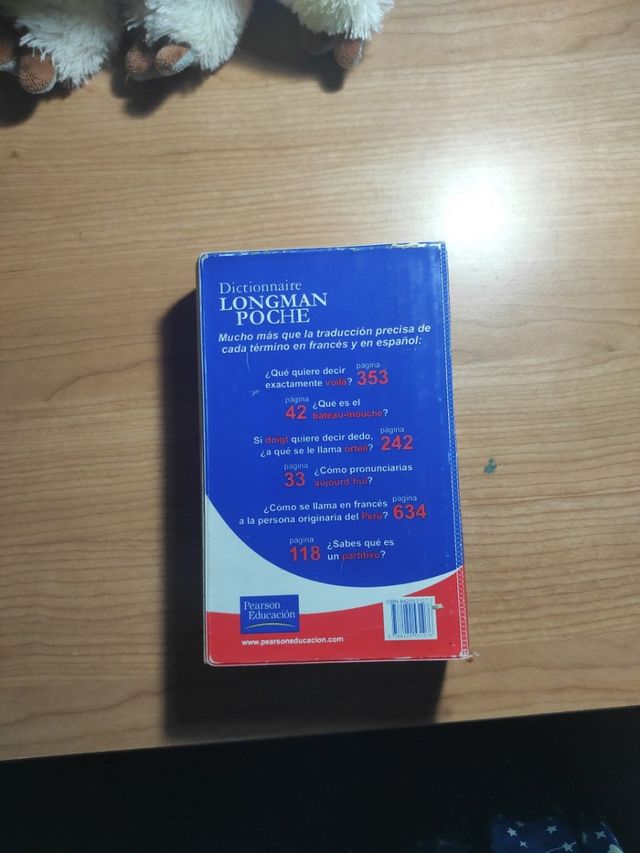 Dictionnaire
LONGMAN
POCHE
Mucho más que la traducción precisa de
cada término en francés y en español:
¿Qué quiere decir
exactamente voilà?
página
353
página
42
¿Qué es el
bateau-mouche?
Si doigt quiere decir dedo,
¿a qué se le llama orteil?
página
242
página
33
¿Cómo pronunciarías
aujourd'hui?
¿Cómo se llama en francés
a la persona originaria del Perú?
página
634
página
118
¿Sabes qué es
un partitivo?
Pearson
Educación
www.pearsoneducacion.com
ISBN